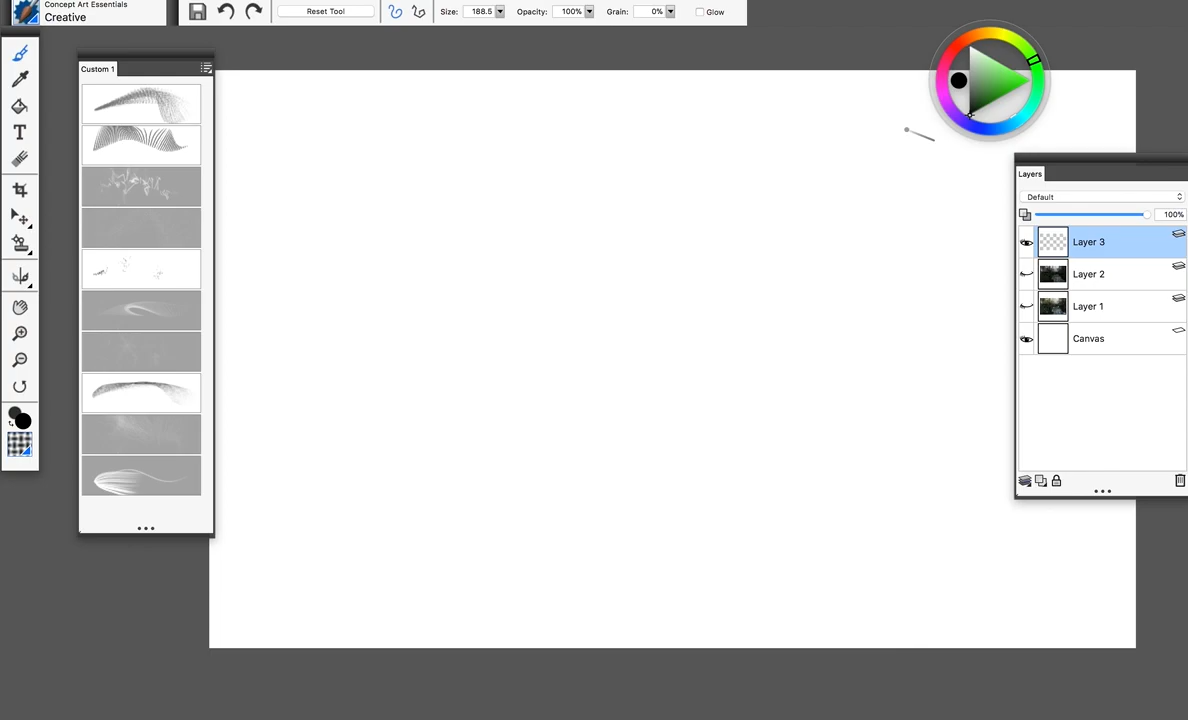 Concept Art Essentials
Creative
Reset Tool
Size: 188.5
Opacity: 100%
Grain: 0%
Glow
Custom 1
T
Layers
Default
100%
Layer 3
Layer 2
Layer 1
Canvas